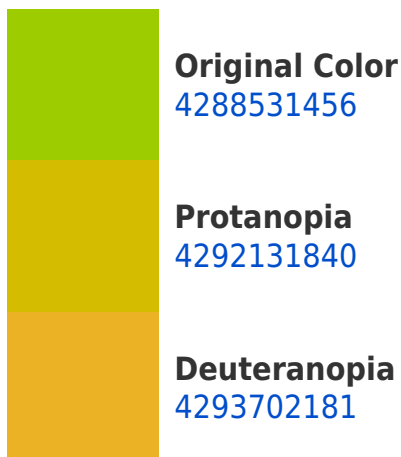 Original Color
4288531456
Protanopia
4292131840
Deuteranopia
4293702181